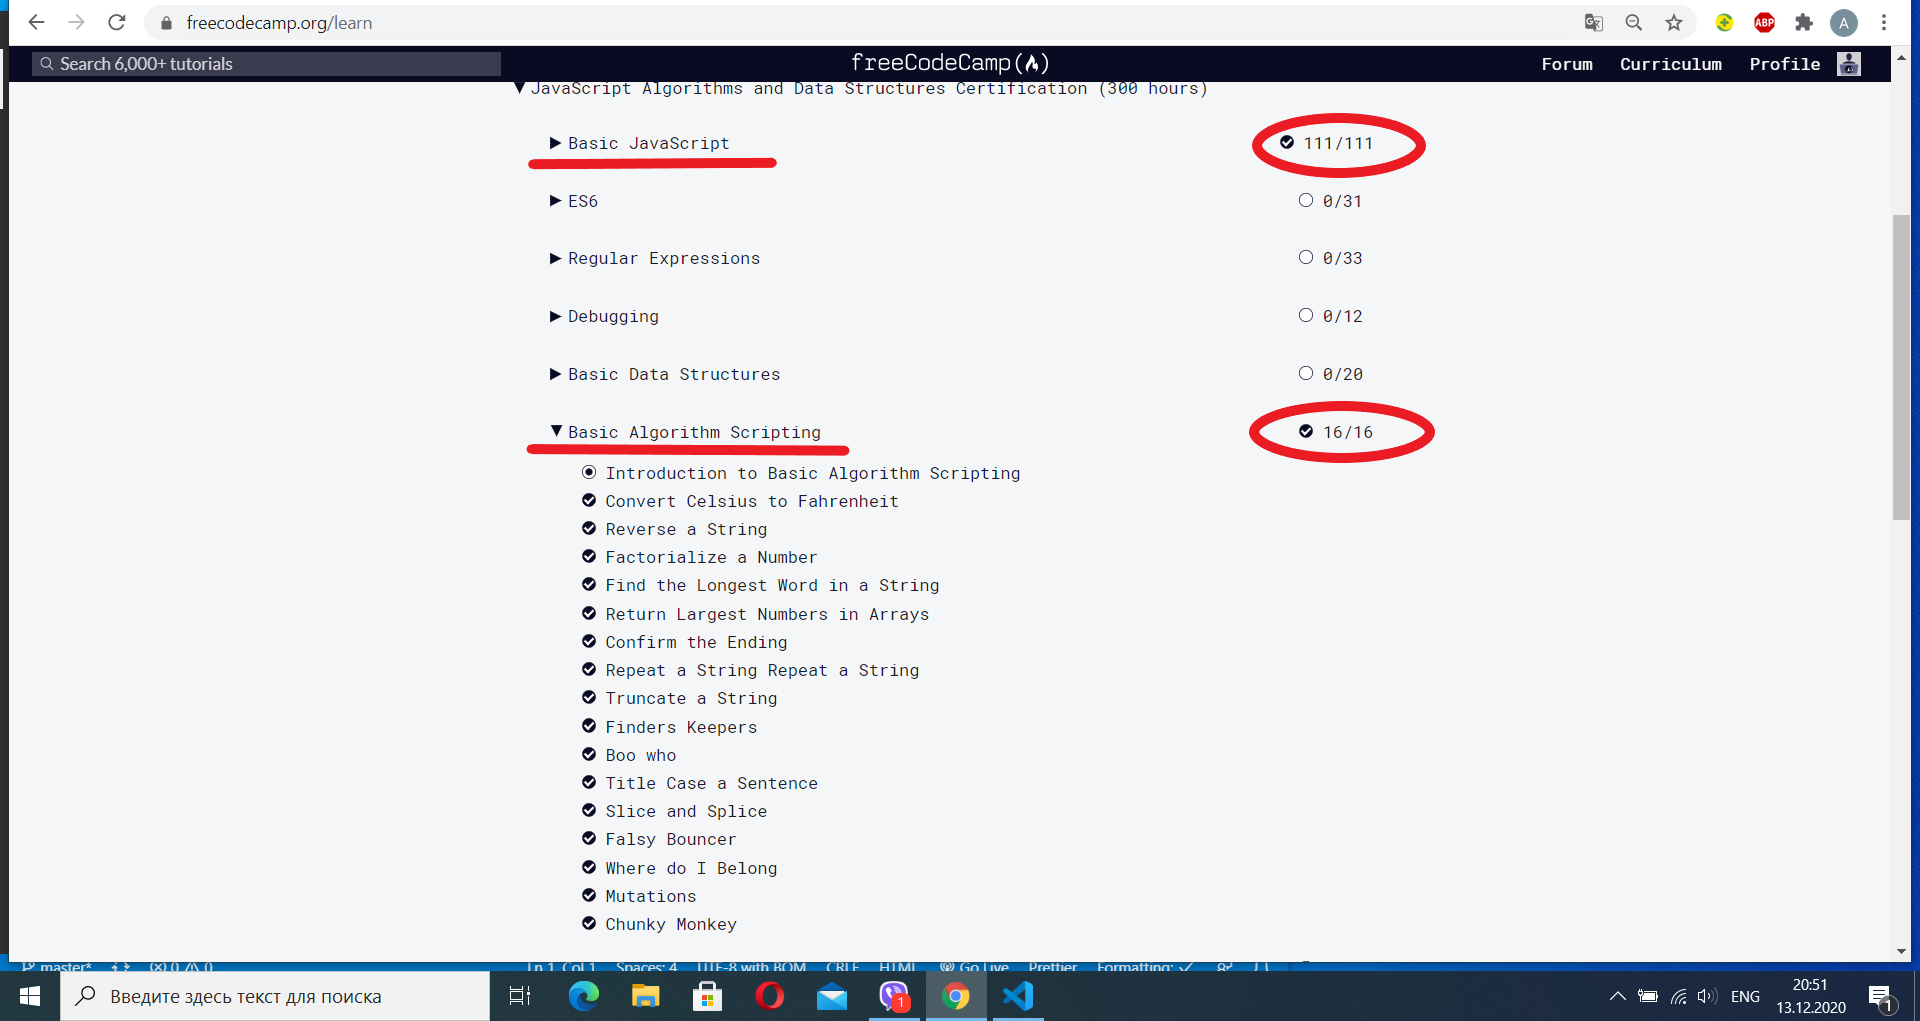 freecodecamp.org/learn
ABP
A
Search 6,000+ tutorials
freeCodeCamp
Forum
Curriculum
Profile
JavaScript Algorithms and Data Structures Certification (300 hours)
Basic JavaScript 111/111
ES6 0/31
Regular Expressions 0/33
Debugging 0/12
Basic Data Structures 0/20
Basic Algorithm Scripting 16/16
Introduction to Basic Algorithm Scripting
Convert Celsius to Fahrenheit
Reverse a String
Factorialize a Number
Find the Longest Word in a String
Return Largest Numbers in Arrays
Confirm the Ending
Repeat a String Repeat a String
Truncate a String
Finders Keepers
Boo who
Title Case a Sentence
Slice and Splice
Falsy Bouncer
Where do I Belong
Mutations
Chunky Monkey
master* 0 0 Ln 1, Col 1 Spaces: 4 UTF-8 with BOM CRLF HTML Go Live Prettier Formatting: ✓
Введите здесь текст для поиска
1
ENG
20:51
13.12.2020
1